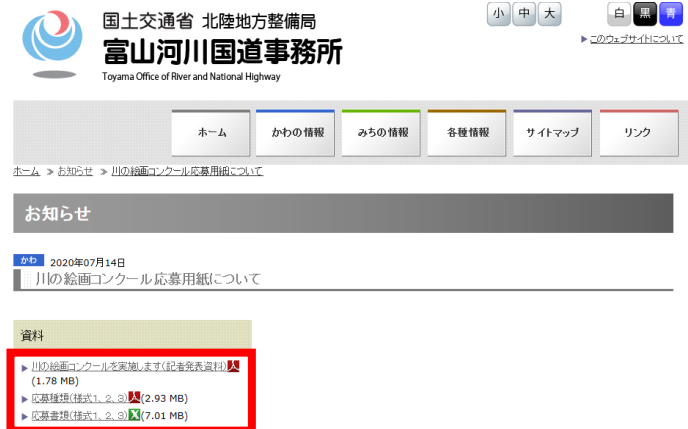 国土交通省 北陸地方整備局
富山河川国道事務所
Toyama Office of River and National Highway
小 中 大 白 黒 青
このウェブサイトについて
ホーム かわの情報 みちの情報 各種情報 サイトマップ リンク
ホーム > お知らせ > 川の絵画コンクール応募用紙について
お知らせ
かわ 2020年07月14日
川の絵画コンクール応募用紙について
資料
川の絵画コンクールを実施します(記者発表資料)
(1.78 MB)
応募種類(様式1、2、3)(2.93 MB)
応募書類(様式1、2、3)(7.01 MB)